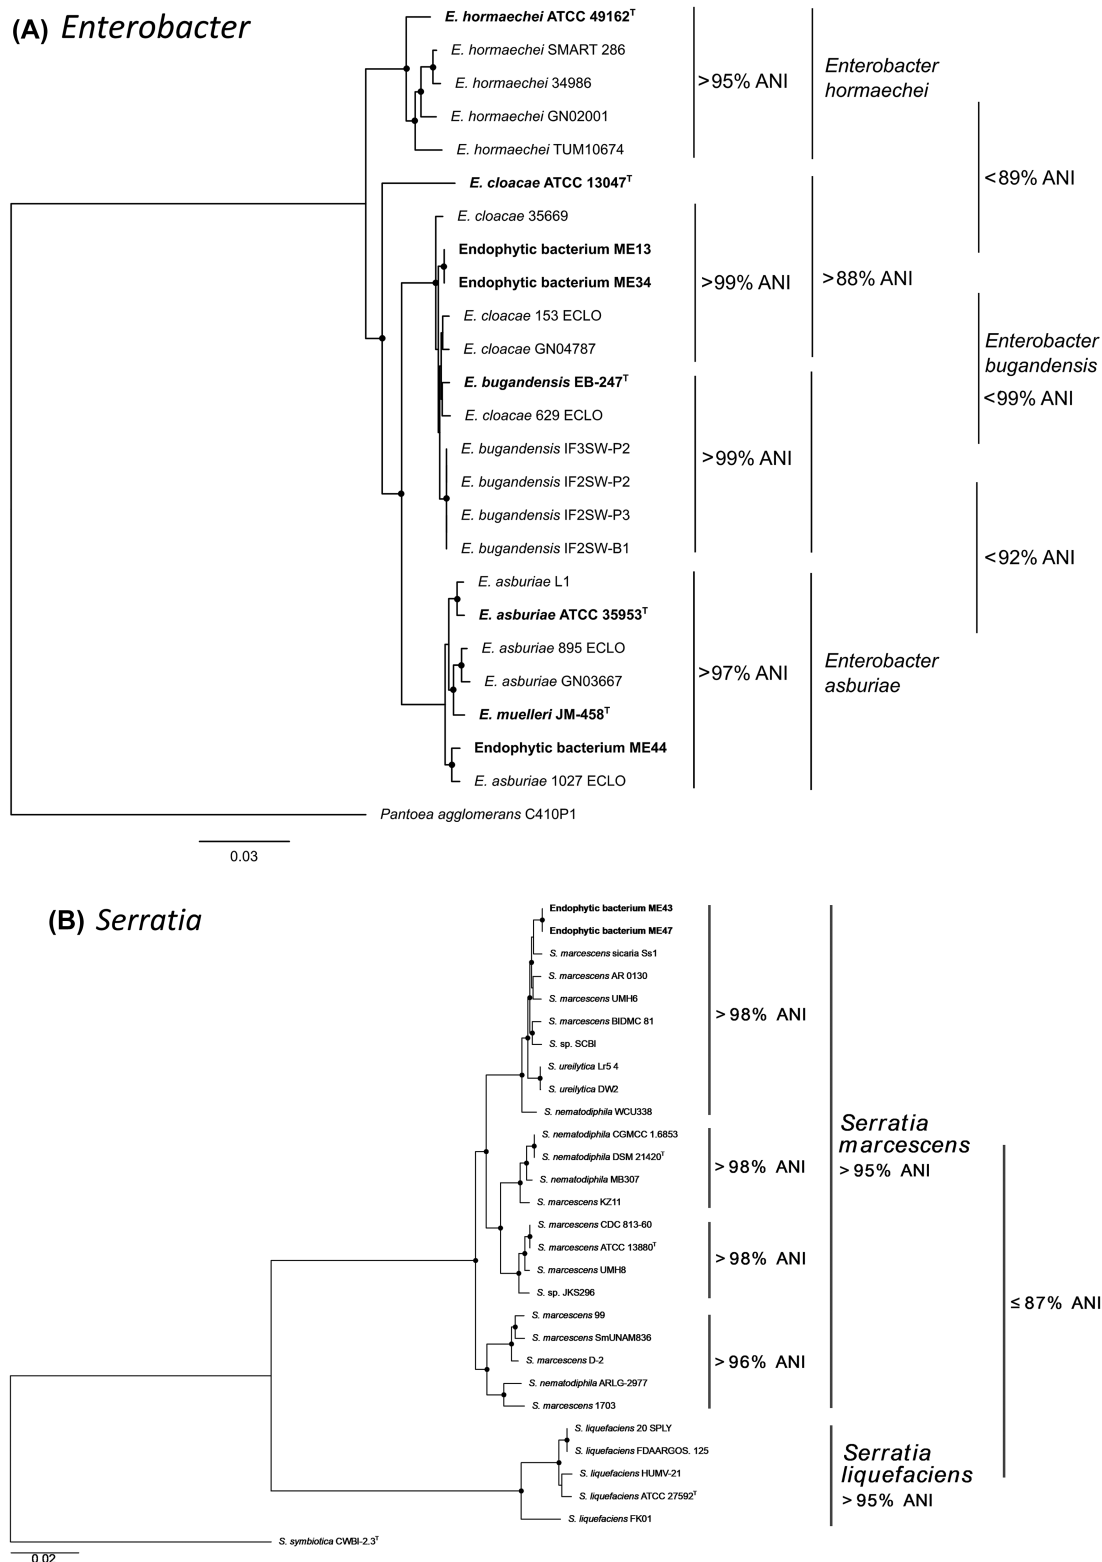 (A) Enterobacter
E. hormaechei ATCC 49162T
E. hormaechei SMART 286
E. hormaechei 34986
E. hormaechei GN02001
E. hormaechei TUM10674
>95% ANI
Enterobacter
hormaechei
<89% ANI
E. cloacae ATCC 13047T
E. cloacae 35669
Endophytic bacterium ME13
Endophytic bacterium ME34
E. cloacae 153 ECLO
E. cloacae GN04787
>99% ANI
>88% ANI
E. bugandensis EB-247T
E. cloacae 629 ECLO
E. bugandensis IF3SW-P2
E. bugandensis IF2SW-P2
E. bugandensis IF2SW-P3
E. bugandensis IF2SW-B1
>99% ANI
Enterobacter
bugandensis
<99% ANI
<92% ANI
E. asburiae L1
E. asburiae ATCC 35953T
E. asburiae 895 ECLO
E. asburiae GN03667
E. muelleri JM-458T
Endophytic bacterium ME44
E. asburiae 1027 ECLO
>97% ANI
Enterobacter
asburiae
Pantoea agglomerans C410P1
0.03
(B) Serratia
Endophytic bacterium ME43
Endophytic bacterium ME47
S. marcescens sicaria Ss1
S. marcescens AR 0130
S. marcescens UMH6
S. marcescens BIDMC 81
S. sp. SCBI
S. ureilytica Lr5 4
S. ureilytica DW2
S. nematodiphila WCU338
>98% ANI
S. nematodiphila CGMCC 1.6853
S. nematodiphila DSM 21420T
S. nematodiphila MB307
S. marcescens KZ11
>98% ANI
Serratia
marcescens
>95% ANI
S. marcescens CDC 813-60
S. marcescens ATCC 13880T
S. marcescens UMH8
S. sp. JKS296
>98% ANI
≤87% ANI
S. marcescens 99
S. marcescens SmUNAM836
S. marcescens D-2
S. nematodiphila ARLG-2977
S. marcescens 1703
>96% ANI
S. liquefaciens 20 SPLY
S. liquefaciens FDAARGOS. 125
S. liquefaciens HUMV-21
S. liquefaciens ATCC 27592T
S. liquefaciens FK01
Serratia
liquefaciens
>95% ANI
S. symbiotica CWBI-2.3T
0.02